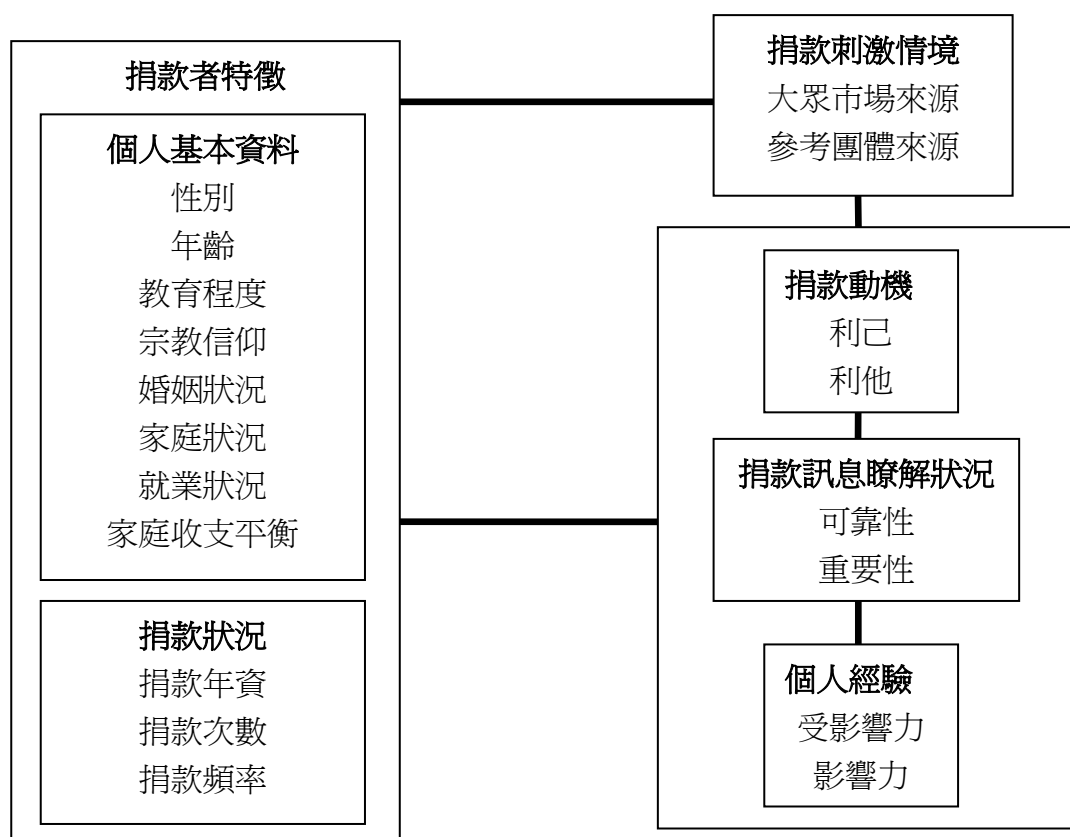 捐款者特徵
個人基本資料
性別
年齡
教育程度
宗教信仰
婚姻狀況
家庭狀況
就業狀況
家庭收支平衡
捐款狀況
捐款年資
捐款次數
捐款頻率
捐款刺激情境
大眾市場來源
參考團體來源
捐款動機
利己
利他
捐款訊息瞭解狀況
可靠性
重要性
個人經驗
受影響力
影響力